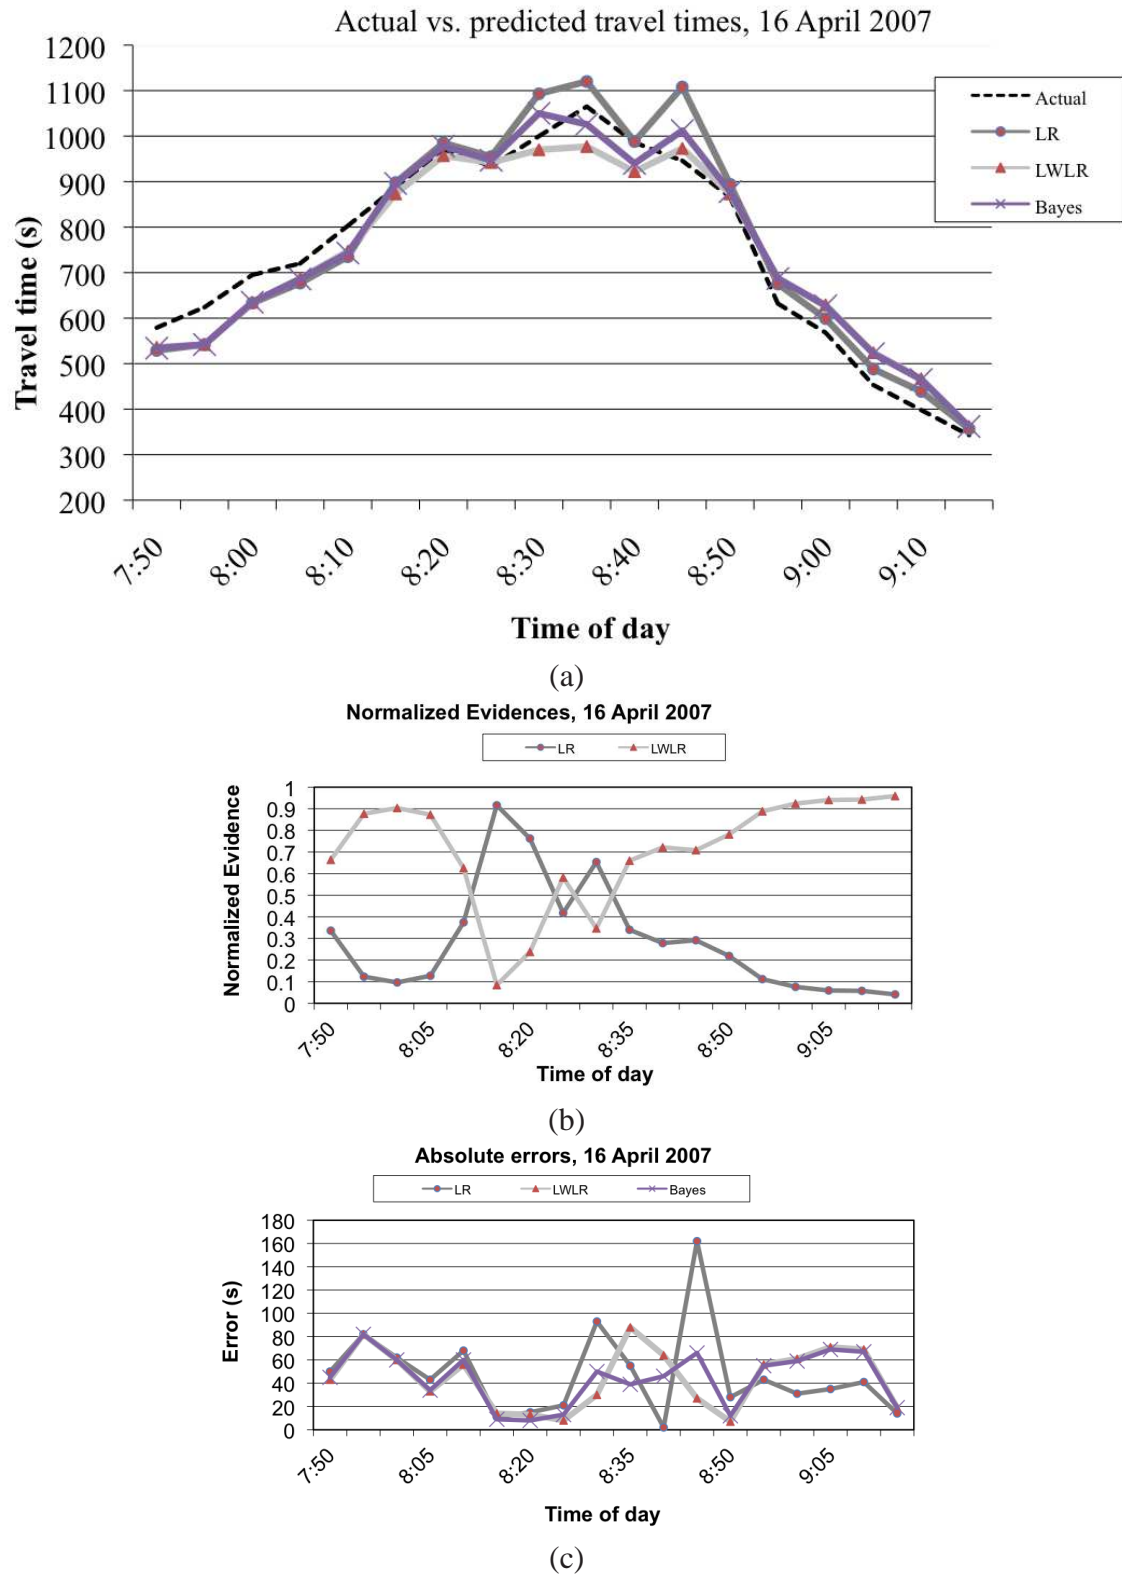 Actual vs. predicted travel times, 16 April 2007
1200
1100
1000
900
800
700
600
500
400
300
200
Travel time (s)
Actual
LR
LWLR
Bayes
7:50 8:00 8:10 8:20 8:30 8:40 8:50 9:00 9:10
Time of day
(a)
Normalized Evidences, 16 April 2007
LR LWLR
1
0.9
0.8
0.7
0.6
0.5
0.4
0.3
0.2
0.1
0
Normalized Evidence
7:50 8:05 8:20 8:35 8:50 9:05
Time of day
(b)
Absolute errors, 16 April 2007
LR LWLR Bayes
180
160
140
120
100
80
60
40
20
0
Error (s)
7:50 8:05 8:20 8:35 8:50 9:05
Time of day
(c)